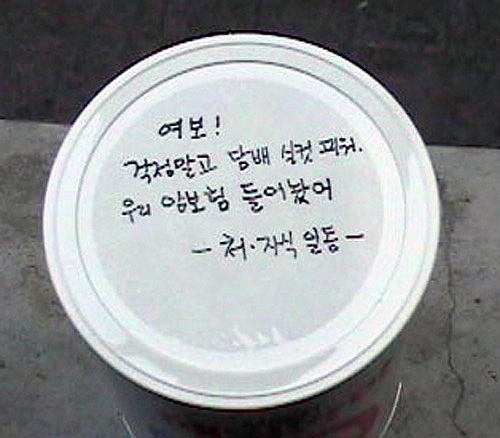 여보!
걱정말고 담배 실컷 피워.
우리 암보험 들어놨어
- 처·자식 일동 -